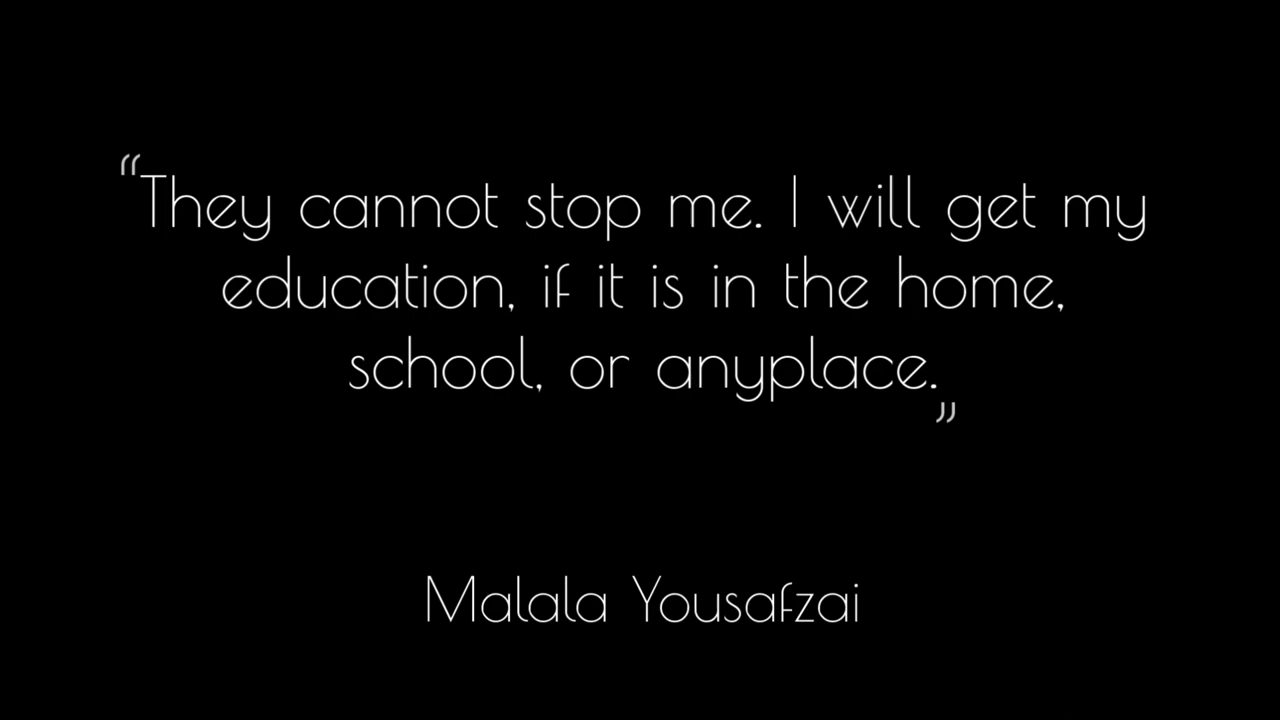 “They cannot stop me. I will get my
education, if it is in the home,
school, or anyplace.”
Malala Yousafzai